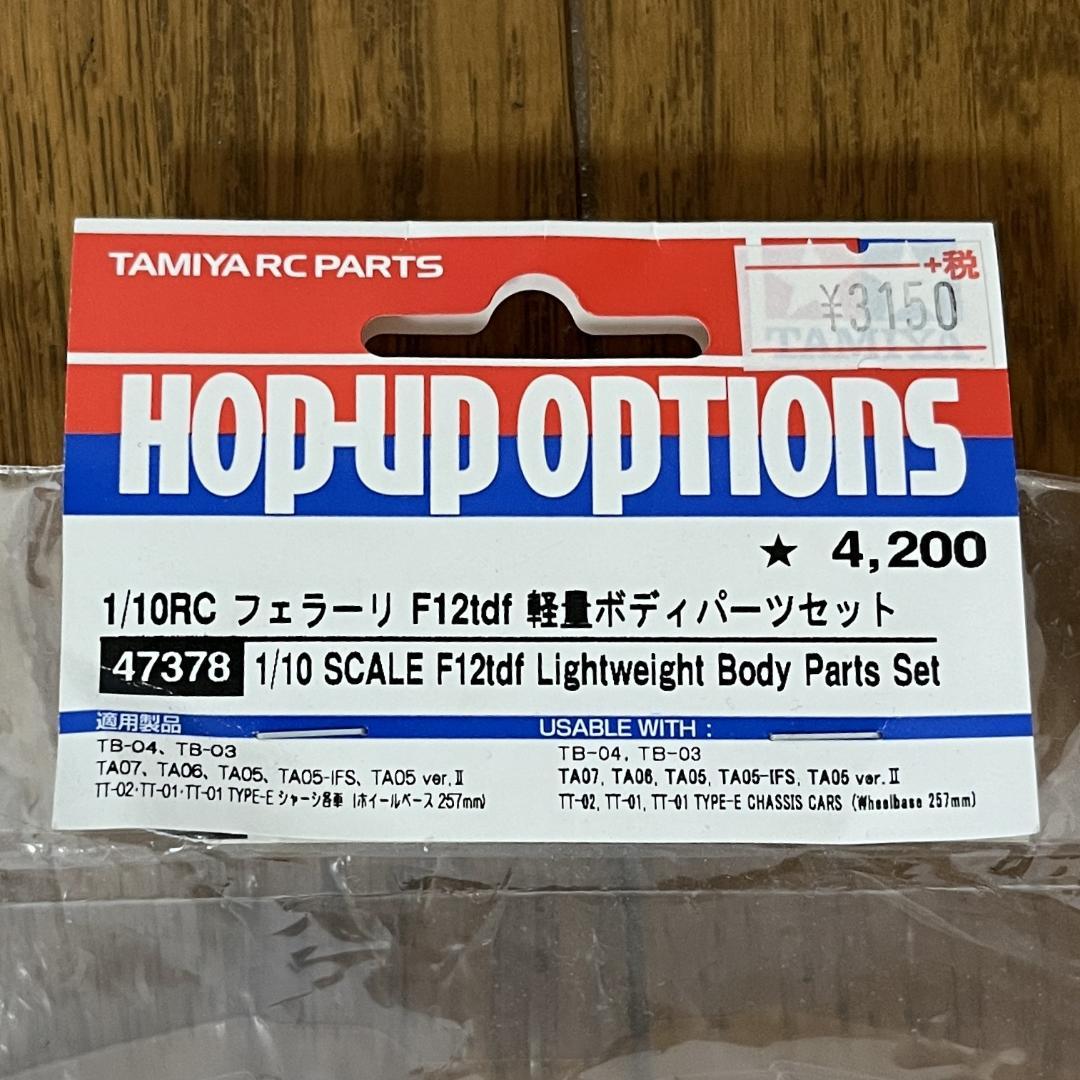 TAMIYA RC PARTS
+税
¥3150
TAMIYA
HOP-UP OPTIONS
★ 4,200
1/10RC フェラーリ F12tdf 軽量ボディパーツセット
47378 1/10 SCALE F12tdf Lightweight Body Parts Set
適用製品
TB-04、TB-03
TA07、TA06、TA05、TA05-IFS、TA05 ver.Ⅱ
TT-02・TT-01・TT-01 TYPE-E シャーシ各車 (ホイールベース 257mm)
USABLE WITH :
TB-04, TB-03
TA07, TA06, TA05, TA05-IFS, TA05 ver.Ⅱ
TT-02, TT-01, TT-01 TYPE-E CHASSIS CARS (Wheelbase 257mm)